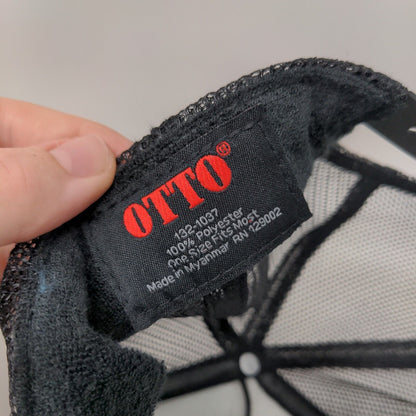 OTTO®
132-1037
100% Polyester
One Size Fits Most
Made in Myanmar RN 129002